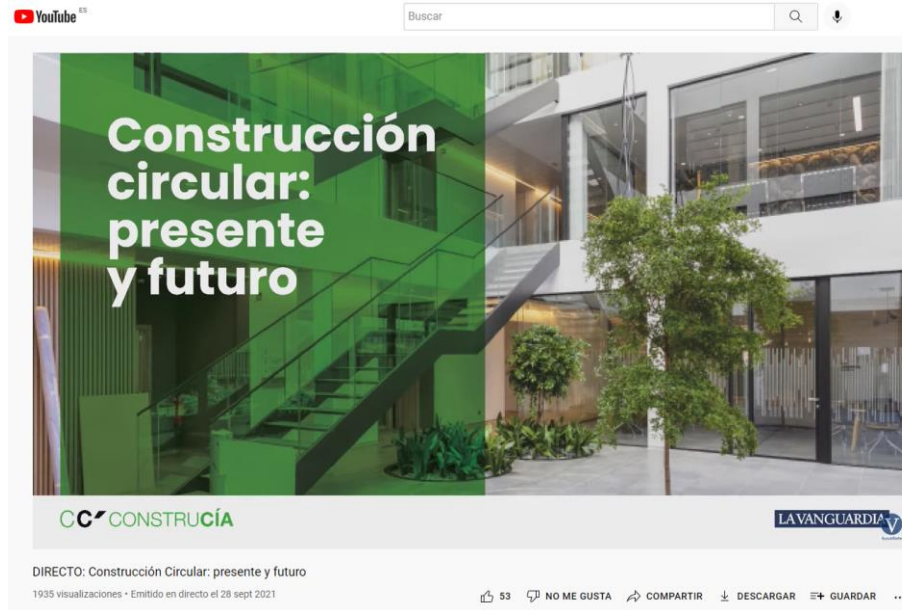 YouTube ES
Buscar
Construcción
circular:
presente
y futuro
CC CONSTRUCÍA
LA VANGUARDIA
DIRECTO: Construcción Circular: presente y futuro
1935 visualizaciones • Emitido en directo el 28 sept 2021
53 NO ME GUSTA COMPARTIR DESCARGAR GUARDAR ...